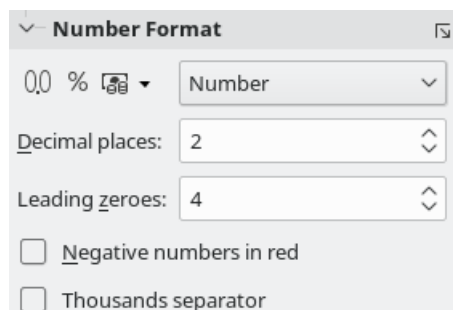 Number Format
0.0 % Number
Decimal places: 2
Leading zeroes: 4
Negative numbers in red
Thousands separator